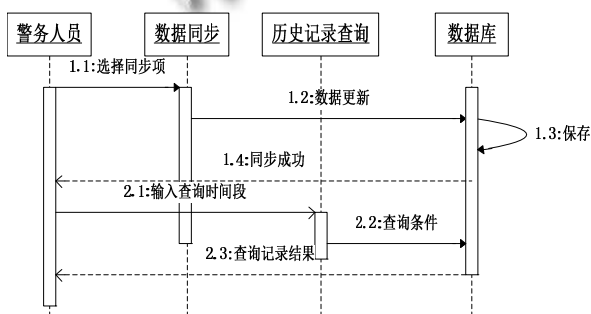 警务人员
数据同步
历史记录查询
数据库
1.1:选择同步项
1.2:数据更新
1.3:保存
1.4:同步成功
2.1:输入查询时间段
2.2:查询条件
2.3:查询记录结果